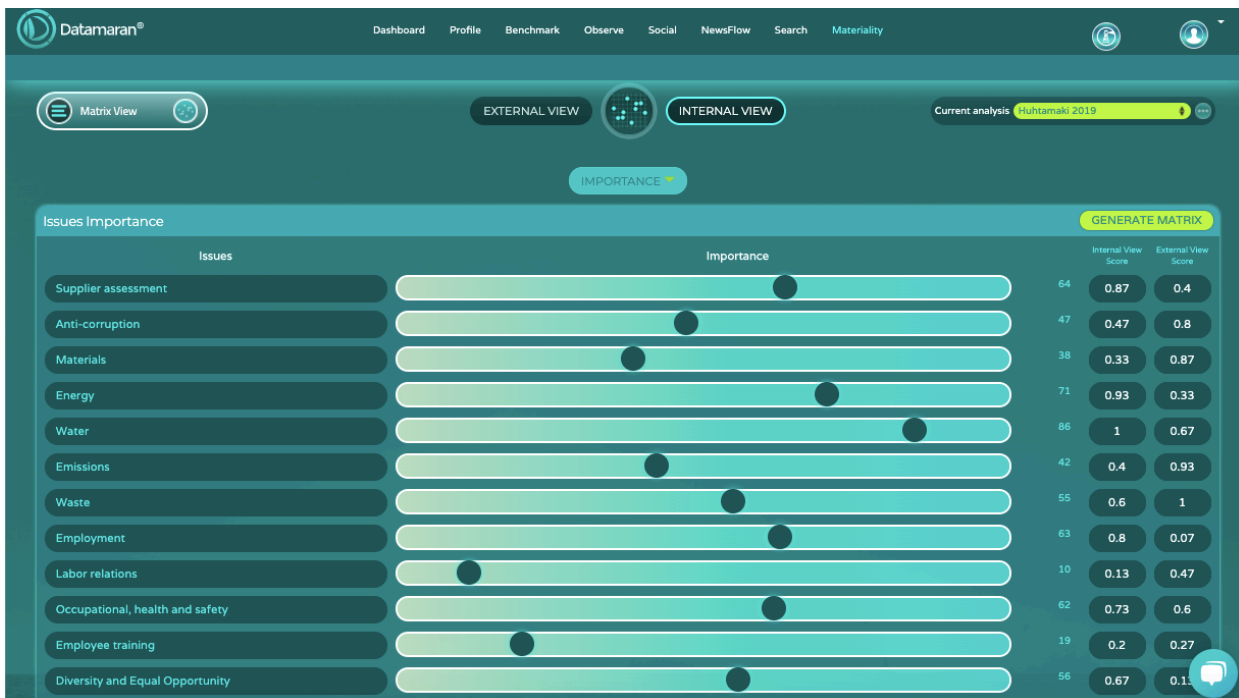 Datamaran®
Dashboard Profile Benchmark Observe Social NewsFlow Search Materiality
Matrix View
EXTERNAL VIEW
INTERNAL VIEW
Current analysis Huhtamaki 2019
IMPORTANCE
Issues Importance
GENERATE MATRIX
Issues Importance Internal View Score External View Score
Supplier assessment 64 0.87 0.4
Anti-corruption 47 0.47 0.8
Materials 38 0.33 0.87
Energy 71 0.93 0.33
Water 86 1 0.67
Emissions 42 0.4 0.93
Waste 55 0.6 1
Employment 63 0.8 0.07
Labor relations 10 0.13 0.47
Occupational, health and safety 62 0.73 0.6
Employee training 19 0.2 0.27
Diversity and Equal Opportunity 56 0.67